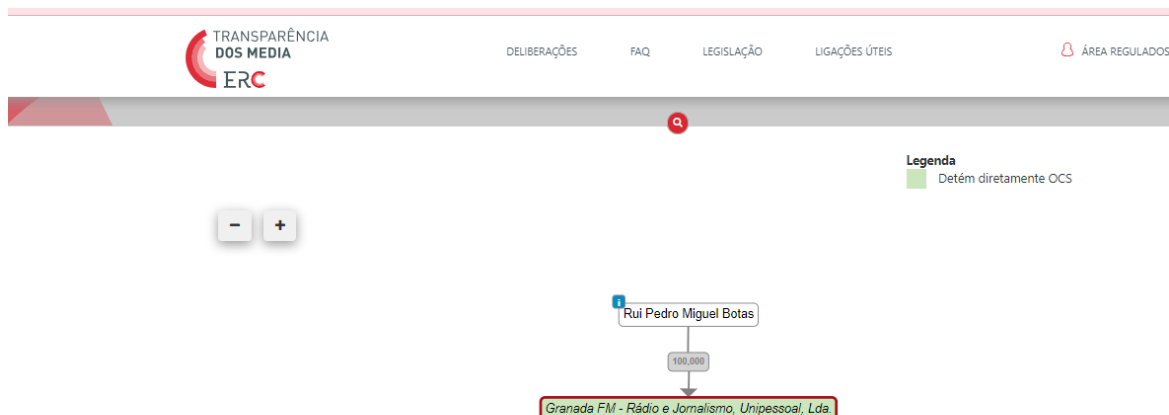 TRANSPARÊNCIA
DOS MEDIA
ERC
DELIBERAÇÕES FAQ LEGISLAÇÃO LIGAÇÕES ÚTEIS ÁREA REGULADOS
Legenda
Detém diretamente OCS
− +
i
Rui Pedro Miguel Botas
100,000
Granada FM - Rádio e Jornalismo, Unipessoal, Lda.